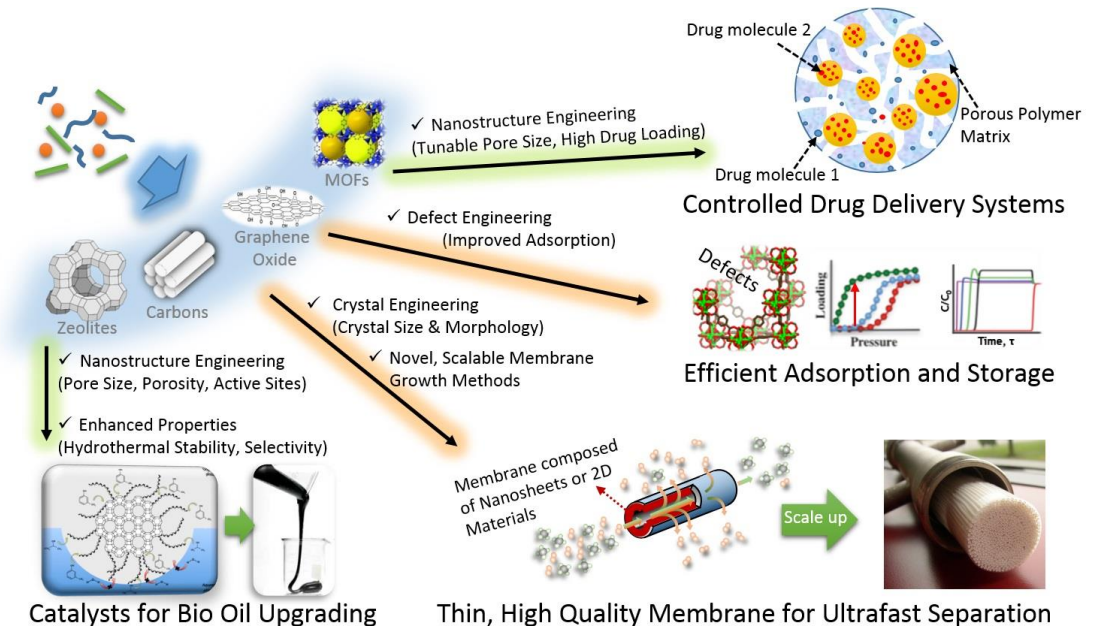 Drug molecule 2
Porous Polymer
Matrix
Drug molecule 1
Controlled Drug Delivery Systems
✓ Nanostructure Engineering
(Tunable Pore Size, High Drug Loading)
MOFs
✓ Defect Engineering
(Improved Adsorption)
Graphene
Oxide
Carbons
Zeolites
Defects
Loading
Pressure
C/C₀
Time, τ
Efficient Adsorption and Storage
✓ Crystal Engineering
(Crystal Size & Morphology)
✓ Novel, Scalable Membrane
Growth Methods
✓ Nanostructure Engineering
(Pore Size, Porosity, Active Sites)
✓ Enhanced Properties
(Hydrothermal Stability, Selectivity)
Catalysts for Bio Oil Upgrading
Membrane composed
of Nanosheets or 2D
Materials
Scale up
Thin, High Quality Membrane for Ultrafast Separation